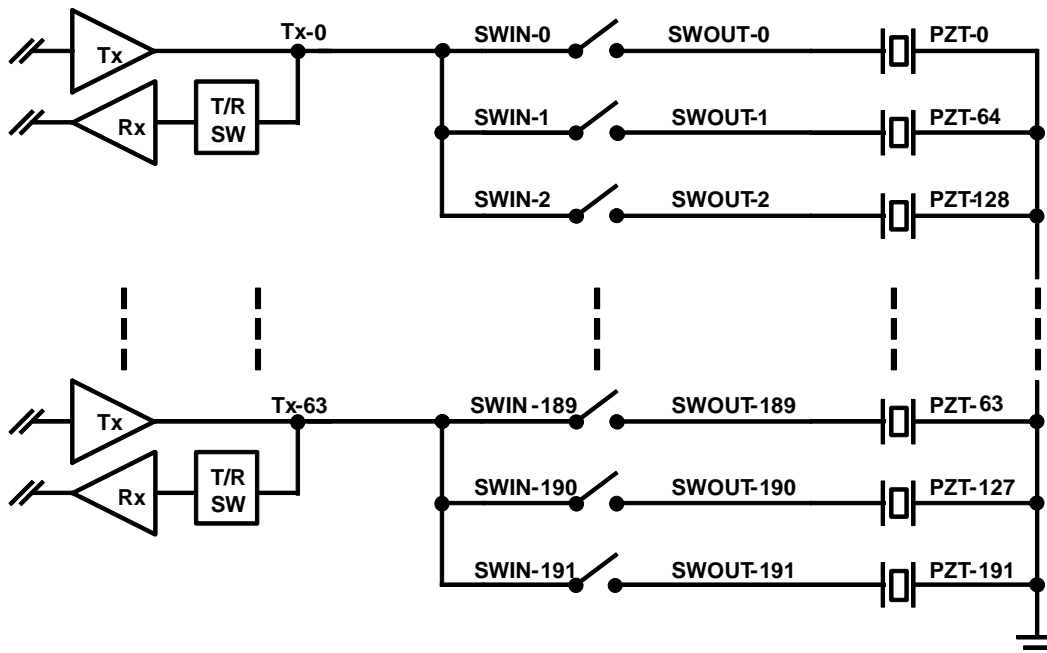 Tx-0 SWIN-0 SWOUT-0 PZT-0
Tx
T/R
SW
Rx
SWIN-1 SWOUT-1 PZT-64
SWIN-2 SWOUT-2 PZT-128
Tx-63 SWIN -189 SWOUT-189 PZT- 63
Tx
T/R
SW
Rx
SWIN-190 SWOUT-190 PZT-127
SWIN-191 SWOUT-191 PZT-191